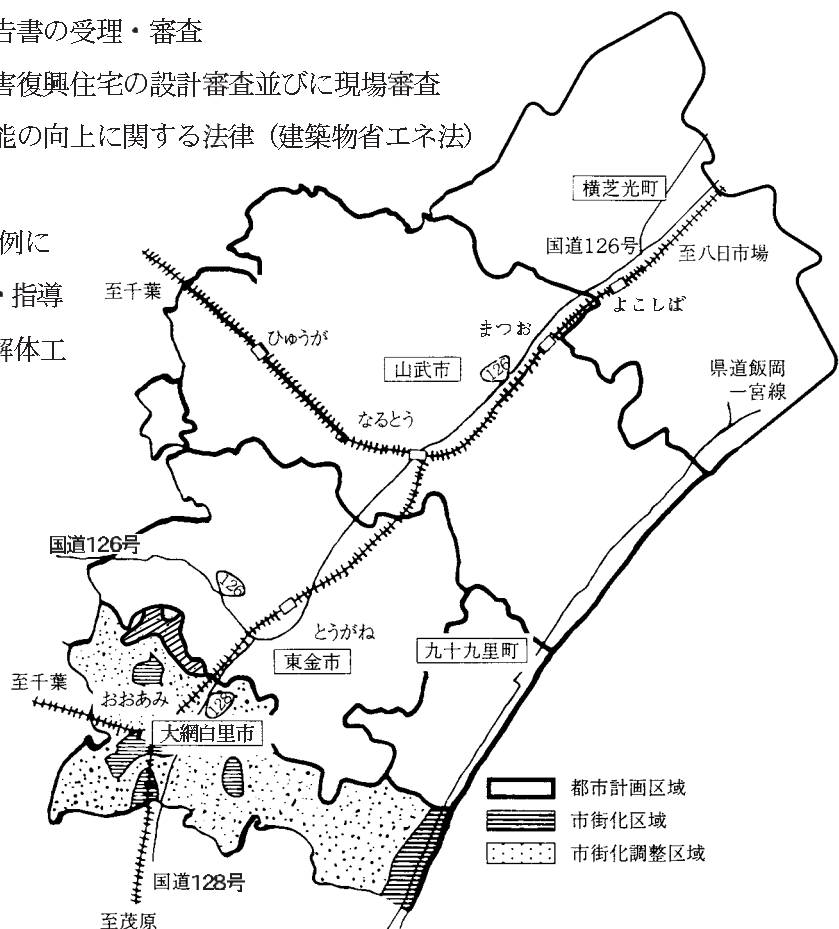 告書の受理・審査
害復興住宅の設計審査並びに現場審査
能の向上に関する法律（建築物省エネ法）
例に
・指導
解体工
横芝光町
国道126号
至八日市場
至千葉
よこしば
ひゅうが
まつお
山武市
126
県道飯岡
一宮線
なるとう
国道126号
126
とうがね
東金市
九十九里町
至千葉
おおあみ
128
大網白里市
都市計画区域
市街化区域
市街化調整区域
国道128号
至茂原